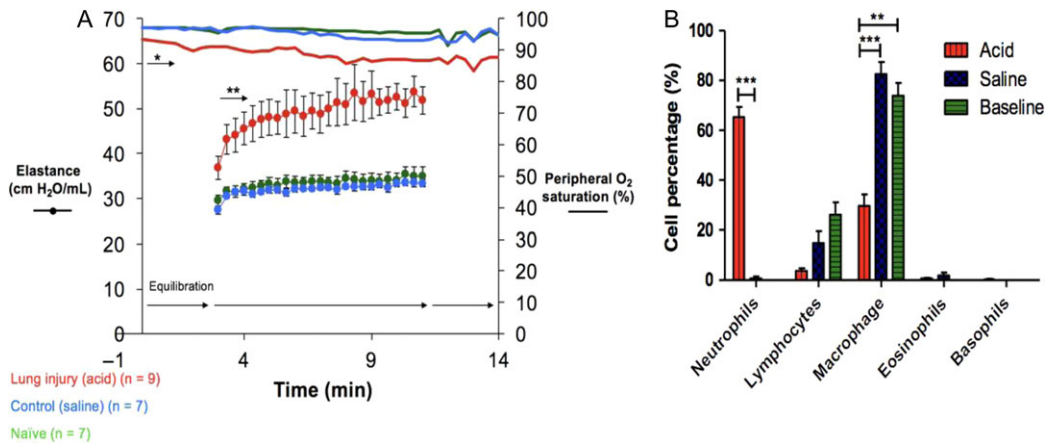 A
70
60
50
40
30
20
10
0
Elastance
(cm H2O/mL)
*
**
Equilibration
–1
4
9
14
Time (min)
100
90
80
70
60
50
40
30
20
10
0
Peripheral O2
saturation (%)
Lung injury (acid) (n = 9)
Control (saline) (n = 7)
Naïve (n = 7)
B
Cell percentage (%)
100
80
60
40
20
0
***
**
***
Acid
Saline
Baseline
Neutrophils
Lymphocytes
Macrophage
Eosinophils
Basophils